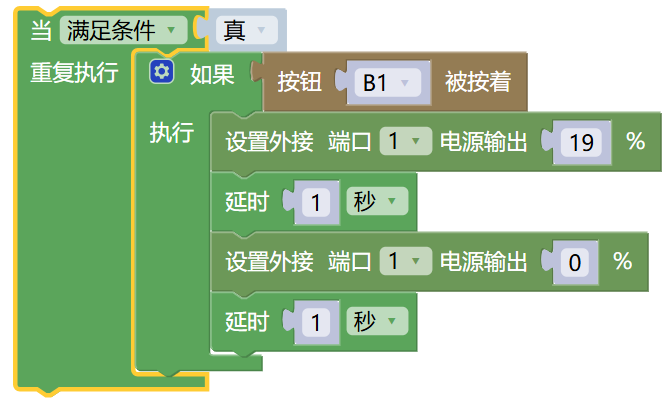 当 满足条件 真
重复执行 如果 按钮 B1 被按着
执行 设置外接 端口 1 电源输出 19 %
延时 1 秒
设置外接 端口 1 电源输出 0 %
延时 1 秒